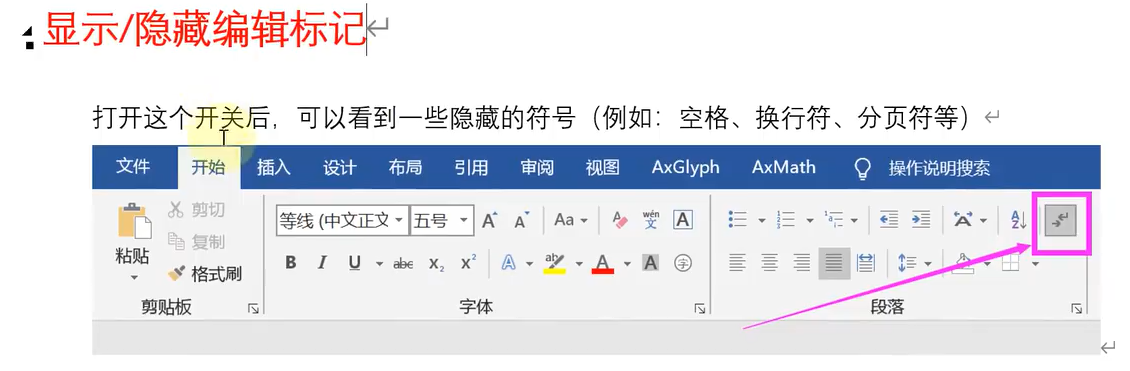 显示/隐藏编辑标记
打开这个开关后，可以看到一些隐藏的符号（例如：空格、换行符、分页符等）
文件 开始 插入 设计 布局 引用 审阅 视图 AxGlyph AxMath 操作说明搜索
剪切
复制
格式刷
粘贴
等线 (中文正文 五号 A A Aa A wén 文 A
B I U abc X₂ X² A ab A A 字
A Z
剪贴板 字体 段落